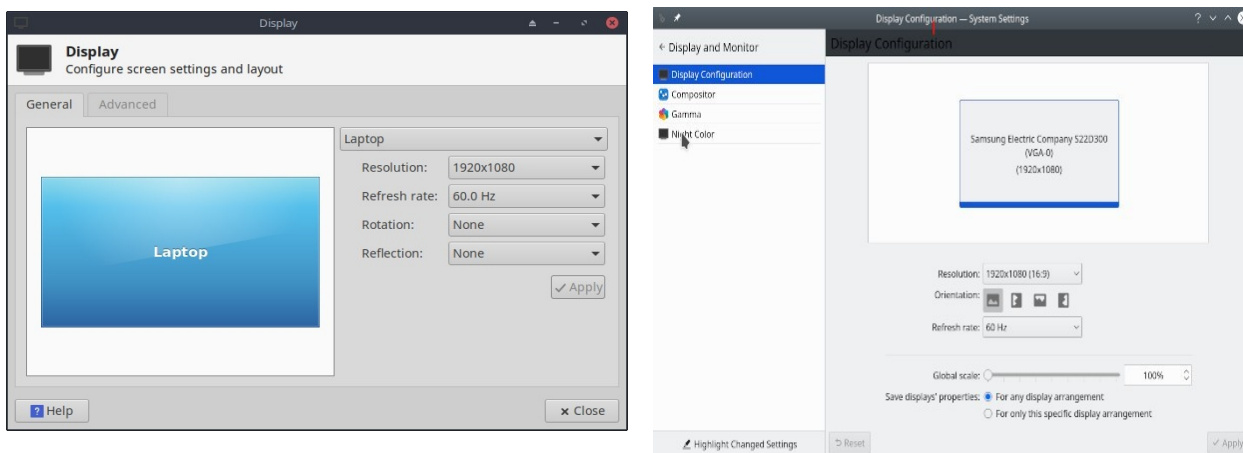 Display
Display
Configure screen settings and layout
General
Advanced
Laptop
Laptop
Resolution:
1920x1080
Refresh rate:
60.0 Hz
Rotation:
None
Reflection:
None
Apply
Help
Close
Display Configuration — System Settings
Display and Monitor
Display Configuration
Compositor
Gamma
Night Color
Display Configuration
Samsung Electric Company S22D300
(VGA-0)
(1920x1080)
Resolution: 1920x1080 (16:9)
Orientation:
Refresh rate: 60 Hz
Global scale: 100%
Save displays' properties: For any display arrangement
For only this specific display arrangement
Highlight Changed Settings
Reset
Apply